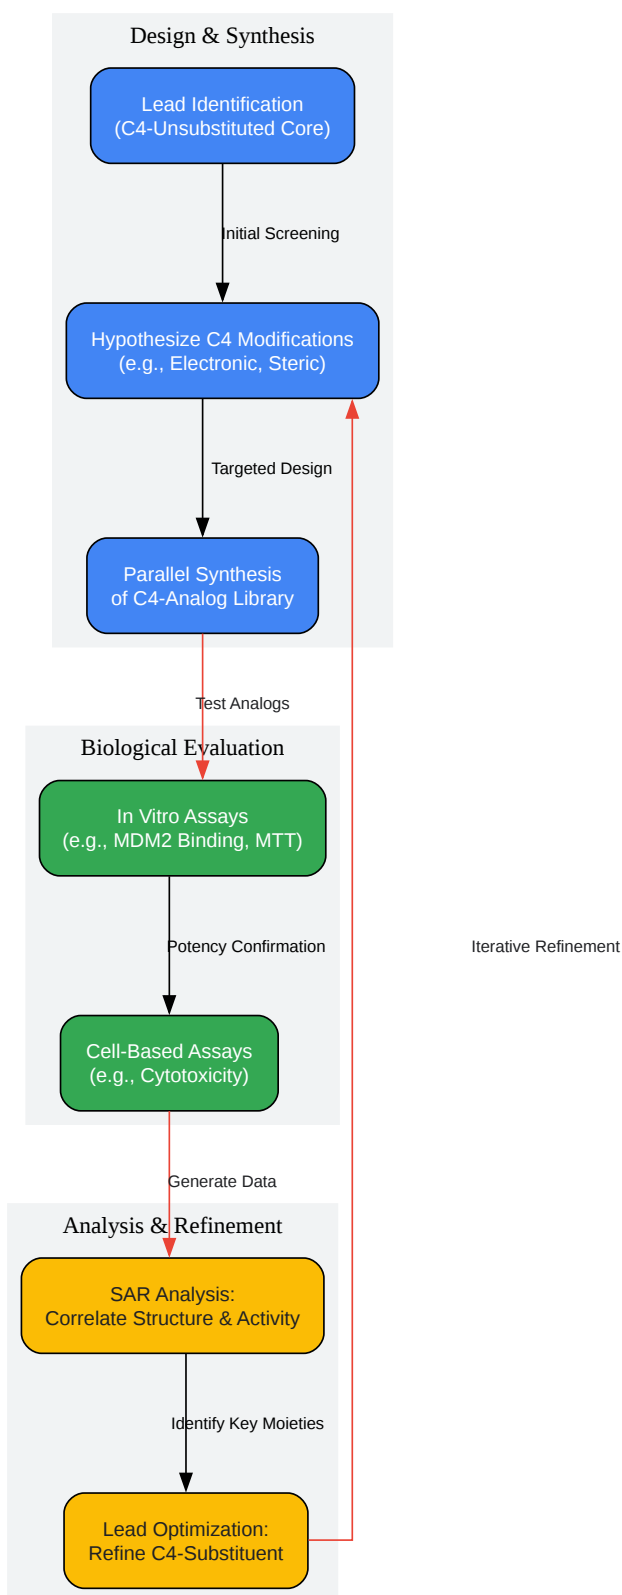 Design & Synthesis
Lead Identification
(C4-Unsubstituted Core)
Initial Screening
Hypothesize C4 Modifications
(e.g., Electronic, Steric)
Targeted Design
Parallel Synthesis
of C4-Analog Library
Test Analogs
Biological Evaluation
In Vitro Assays
(e.g., MDM2 Binding, MTT)
Potency Confirmation
Iterative Refinement
Cell-Based Assays
(e.g., Cytotoxicity)
Generate Data
Analysis & Refinement
SAR Analysis:
Correlate Structure & Activity
Identify Key Moieties
Lead Optimization:
Refine C4-Substituent